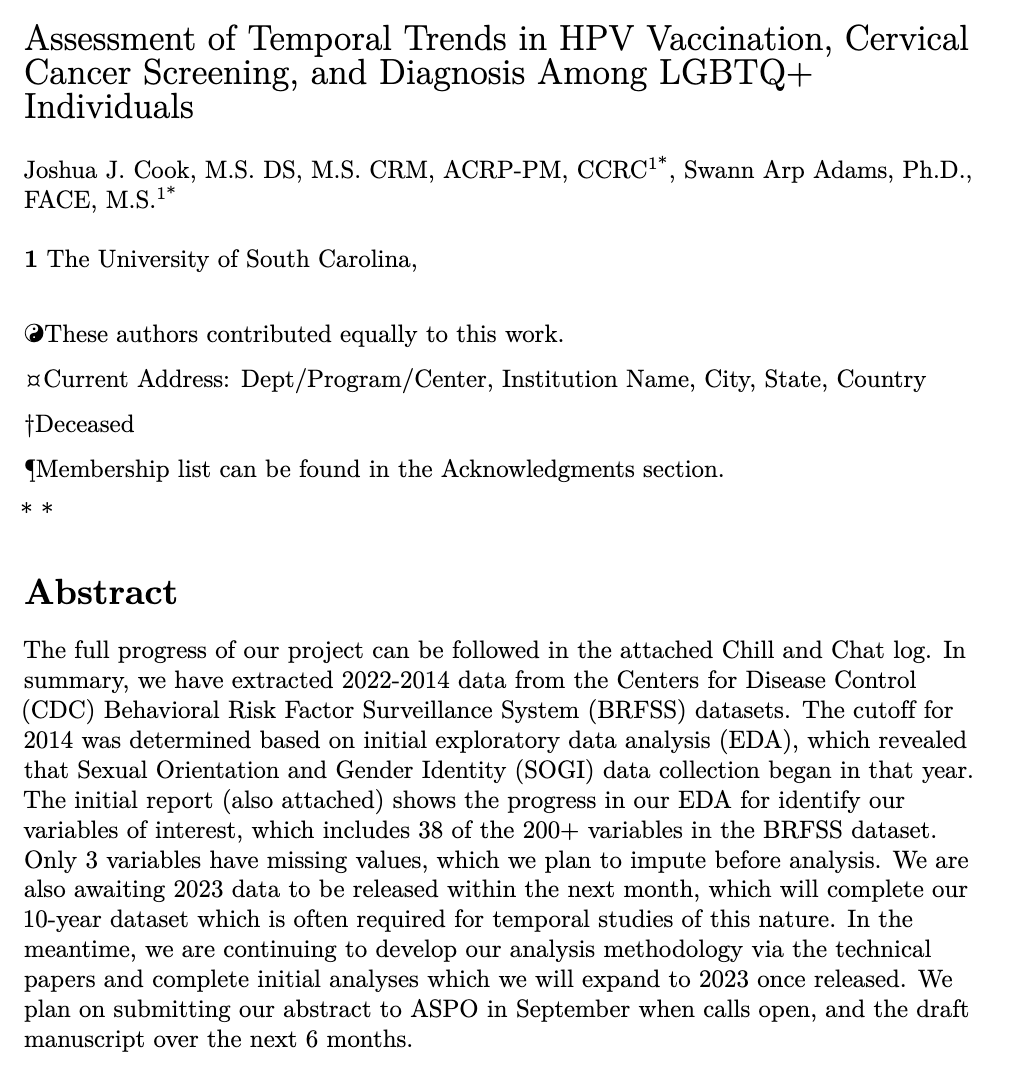 Assessment of Temporal Trends in HPV Vaccination, Cervical
Cancer Screening, and Diagnosis Among LGBTQ+
Individuals
Joshua J. Cook, M.S. DS, M.S. CRM, ACRP-PM, CCRC1*, Swann Arp Adams, Ph.D.,
FACE, M.S.1*
1 The University of South Carolina,
☯These authors contributed equally to this work.
¤Current Address: Dept/Program/Center, Institution Name, City, State, Country
†Deceased
¶Membership list can be found in the Acknowledgments section.
* *
Abstract
The full progress of our project can be followed in the attached Chill and Chat log. In
summary, we have extracted 2022-2014 data from the Centers for Disease Control
(CDC) Behavioral Risk Factor Surveillance System (BRFSS) datasets. The cutoff for
2014 was determined based on initial exploratory data analysis (EDA), which revealed
that Sexual Orientation and Gender Identity (SOGI) data collection began in that year.
The initial report (also attached) shows the progress in our EDA for identify our
variables of interest, which includes 38 of the 200+ variables in the BRFSS dataset.
Only 3 variables have missing values, which we plan to impute before analysis. We are
also awaiting 2023 data to be released within the next month, which will complete our
10-year dataset which is often required for temporal studies of this nature. In the
meantime, we are continuing to develop our analysis methodology via the technical
papers and complete initial analyses which we will expand to 2023 once released. We
plan on submitting our abstract to ASPO in September when calls open, and the draft
manuscript over the next 6 months.